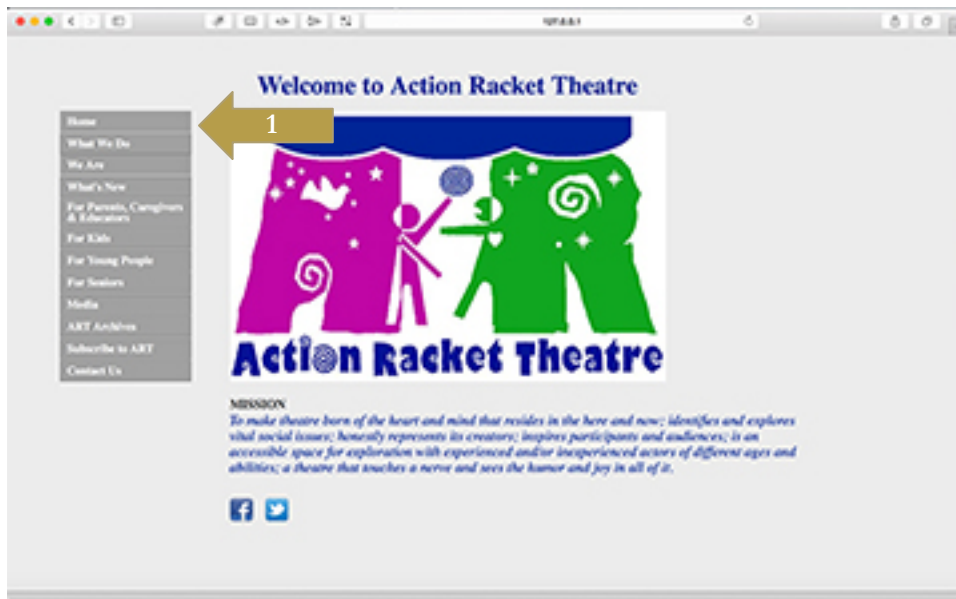 127.0.0.1
Welcome to Action Racket Theatre
1
Home
What We Do
We Are
What's New
For Parents, Caregivers
& Educators
For Kids
For Young People
For Seniors
Media
ART Archives
Subscribe to ART
Contact Us
Action Racket Theatre
MISSION
To make theatre born of the heart and mind that resides in the here and now; identifies and explores
vital social issues; honestly represents its creators; inspires participants and audiences; is an
accessible space for exploration with experienced and/or inexperienced actors of different ages and
abilities; a theatre that touches a nerve and sees the humor and joy in all of it.